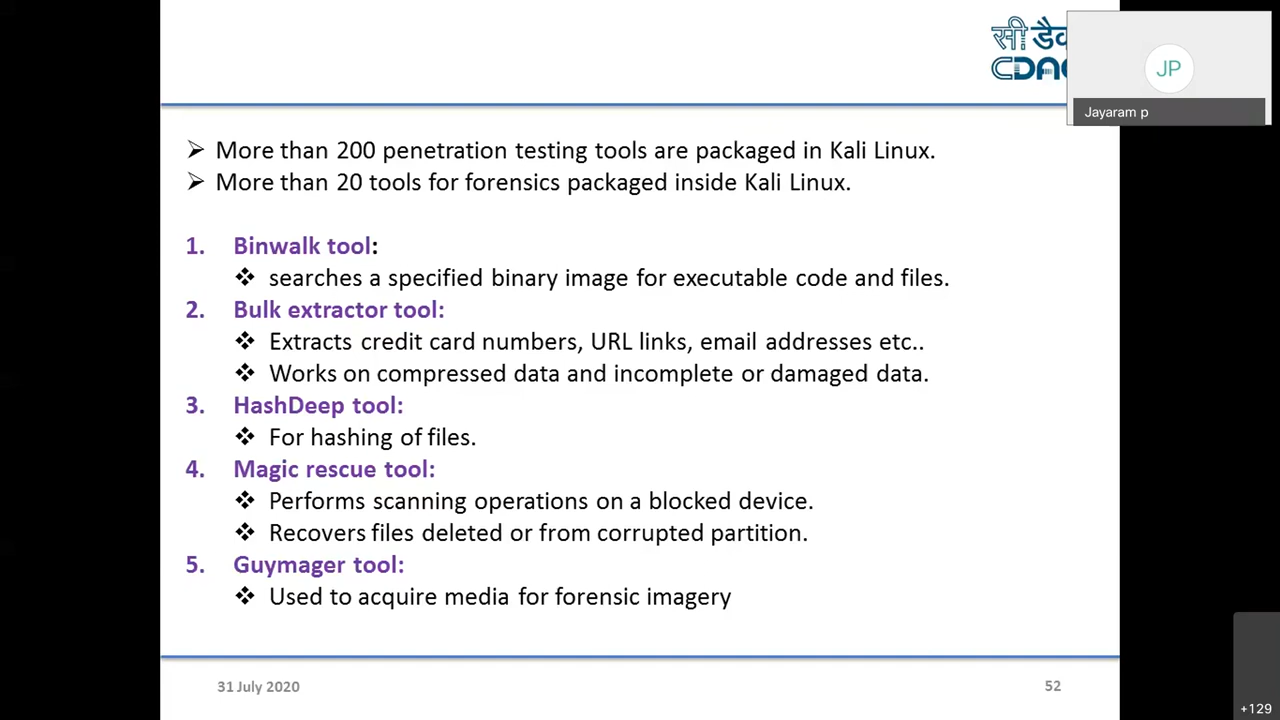 सी डैक
CDAC
JP
Jayaram p
➢ More than 200 penetration testing tools are packaged in Kali Linux.
➢ More than 20 tools for forensics packaged inside Kali Linux.
1. Binwalk tool:
❖ searches a specified binary image for executable code and files.
2. Bulk extractor tool:
❖ Extracts credit card numbers, URL links, email addresses etc..
❖ Works on compressed data and incomplete or damaged data.
3. HashDeep tool:
❖ For hashing of files.
4. Magic rescue tool:
❖ Performs scanning operations on a blocked device.
❖ Recovers files deleted or from corrupted partition.
5. Guymager tool:
❖ Used to acquire media for forensic imagery
31 July 2020
52
+129